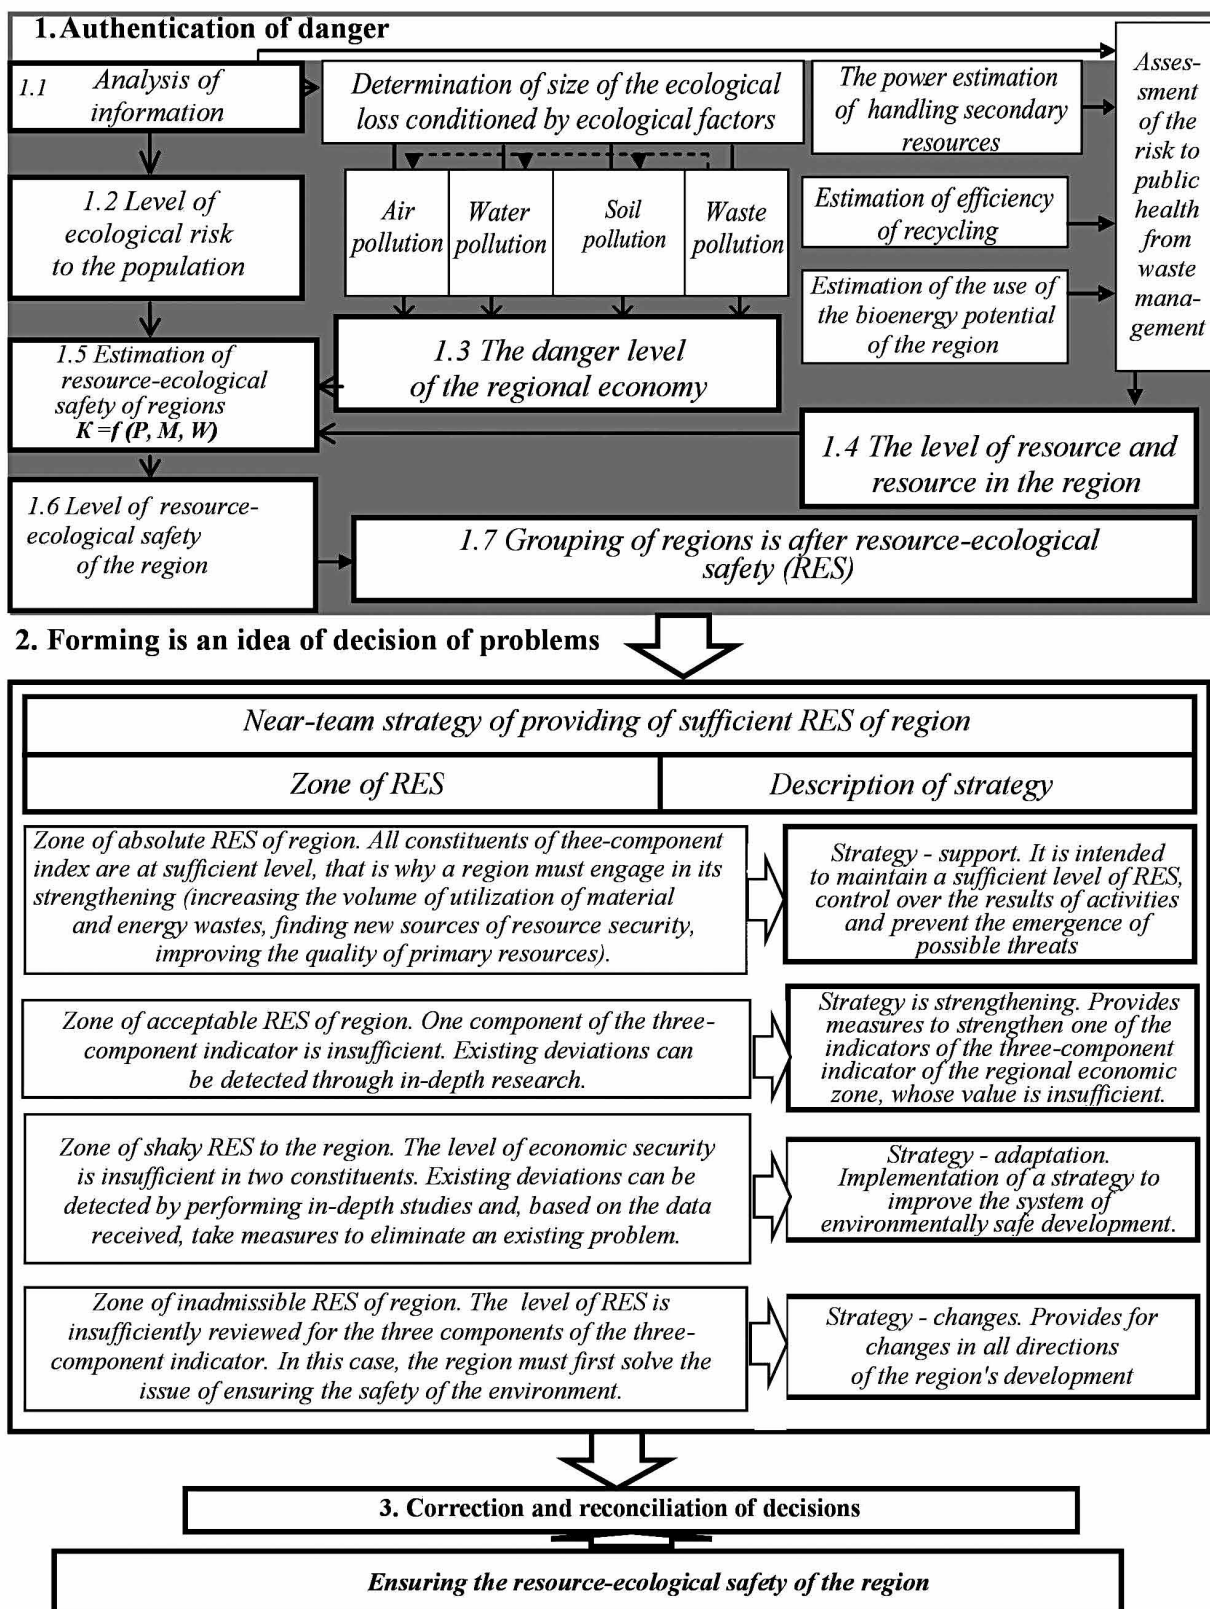 1. Authentication of danger
1.1 Analysis of
information
Determination of size of the ecological
loss conditioned by ecological factors
The power estimation
of handling secondary
resources
Asses-
sment
of the
risk to
public
health
from
waste
mana-
gement
1.2 Level of
ecological risk
to the population
Air
pollution
Water
pollution
Soil
pollution
Waste
pollution
Estimation of efficiency
of recycling
Estimation of the use of
the bioenergy potential
of the region
1.5 Estimation of
resource-ecological
safety of regions
K =f (P, M, W)
1.3 The danger level
of the regional economy
1.4 The level of resource and
resource in the region
1.6 Level of resource-
ecological safety
of the region
1.7 Grouping of regions is after resource-ecological
safety (RES)
2. Forming is an idea of decision of problems
Near-team strategy of providing of sufficient RES of region
Zone of RES
Description of strategy
Zone of absolute RES of region. All constituents of thee-component
index are at sufficient level, that is why a region must engage in its
strengthening (increasing the volume of utilization of material
and energy wastes, finding new sources of resource security,
improving the quality of primary resources).
Strategy - support. It is intended
to maintain a sufficient level of RES,
control over the results of activities
and prevent the emergence of
possible threats
Zone of acceptable RES of region. One component of the three-
component indicator is insufficient. Existing deviations can
be detected through in-depth research.
Strategy is strengthening. Provides
measures to strengthen one of the
indicators of the three-component
indicator of the regional economic
zone, whose value is insufficient.
Zone of shaky RES to the region. The level of economic security
is insufficient in two constituents. Existing deviations can be
detected by performing in-depth studies and, based on the data
received, take measures to eliminate an existing problem.
Strategy - adaptation.
Implementation of a strategy to
improve the system of
environmentally safe development.
Zone of inadmissible RES of region. The level of RES is
insufficiently reviewed for the three components of the three-
component indicator. In this case, the region must first solve the
issue of ensuring the safety of the environment.
Strategy - changes. Provides for
changes in all directions
of the region's development
3. Correction and reconciliation of decisions
Ensuring the resource-ecological safety of the region